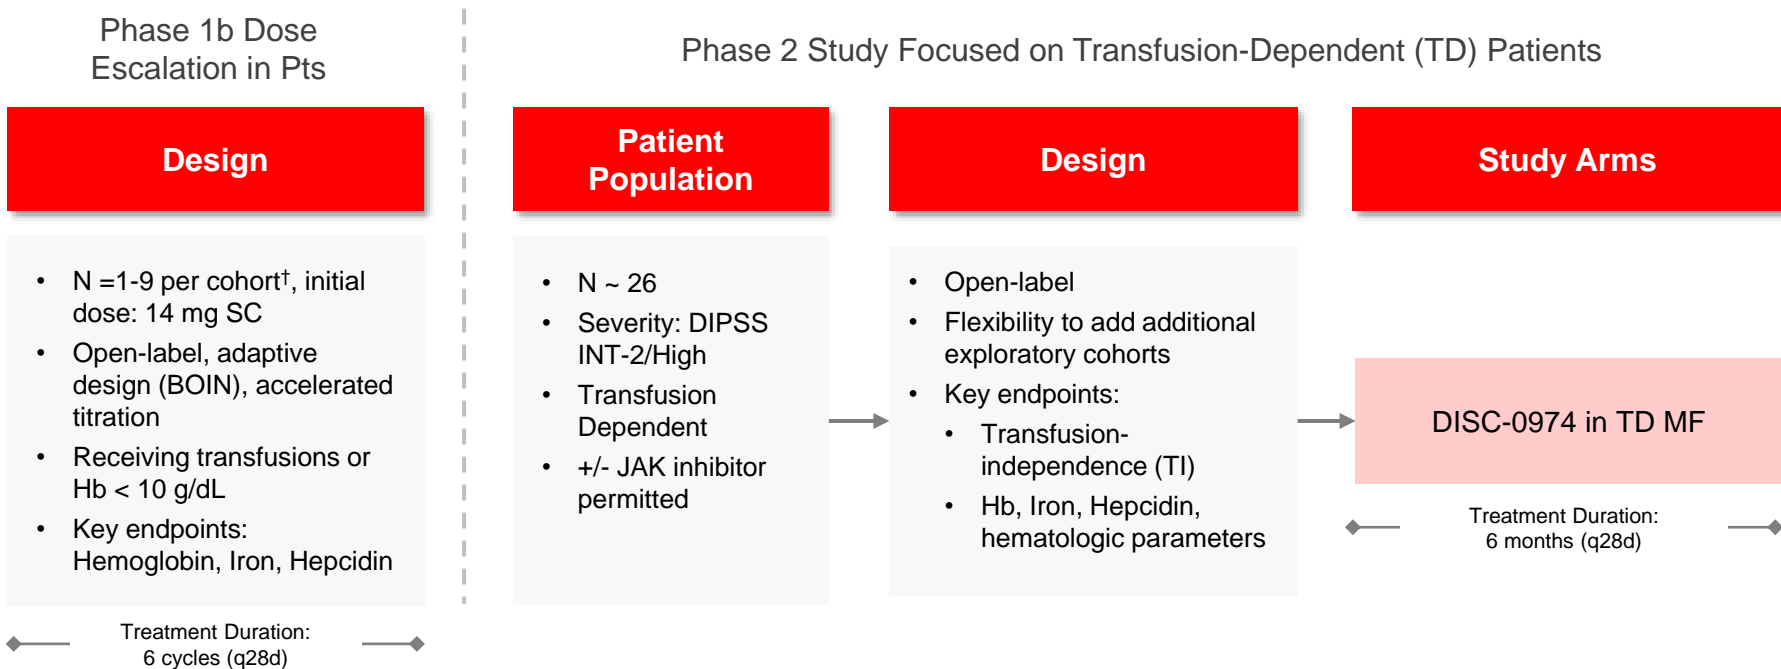 Phase 1b Dose
Escalation in Pts
Design
• N =1-9 per cohort†, initial
dose: 14 mg SC
• Open-label, adaptive
design (BOIN), accelerated
titration
• Receiving transfusions or
Hb < 10 g/dL
• Key endpoints:
Hemoglobin, Iron, Hepcidin
Treatment Duration:
6 cycles (q28d)
Phase 2 Study Focused on Transfusion-Dependent (TD) Patients
Patient
Population
• N ~ 26
• Severity: DIPSS
INT-2/High
• Transfusion
Dependent
• +/- JAK inhibitor
permitted
Design
• Open-label
• Flexibility to add additional
exploratory cohorts
• Key endpoints:
• Transfusion-
independence (TI)
• Hb, Iron, Hepcidin,
hematologic parameters
Study Arms
DISC-0974 in TD MF
Treatment Duration:
6 months (q28d)